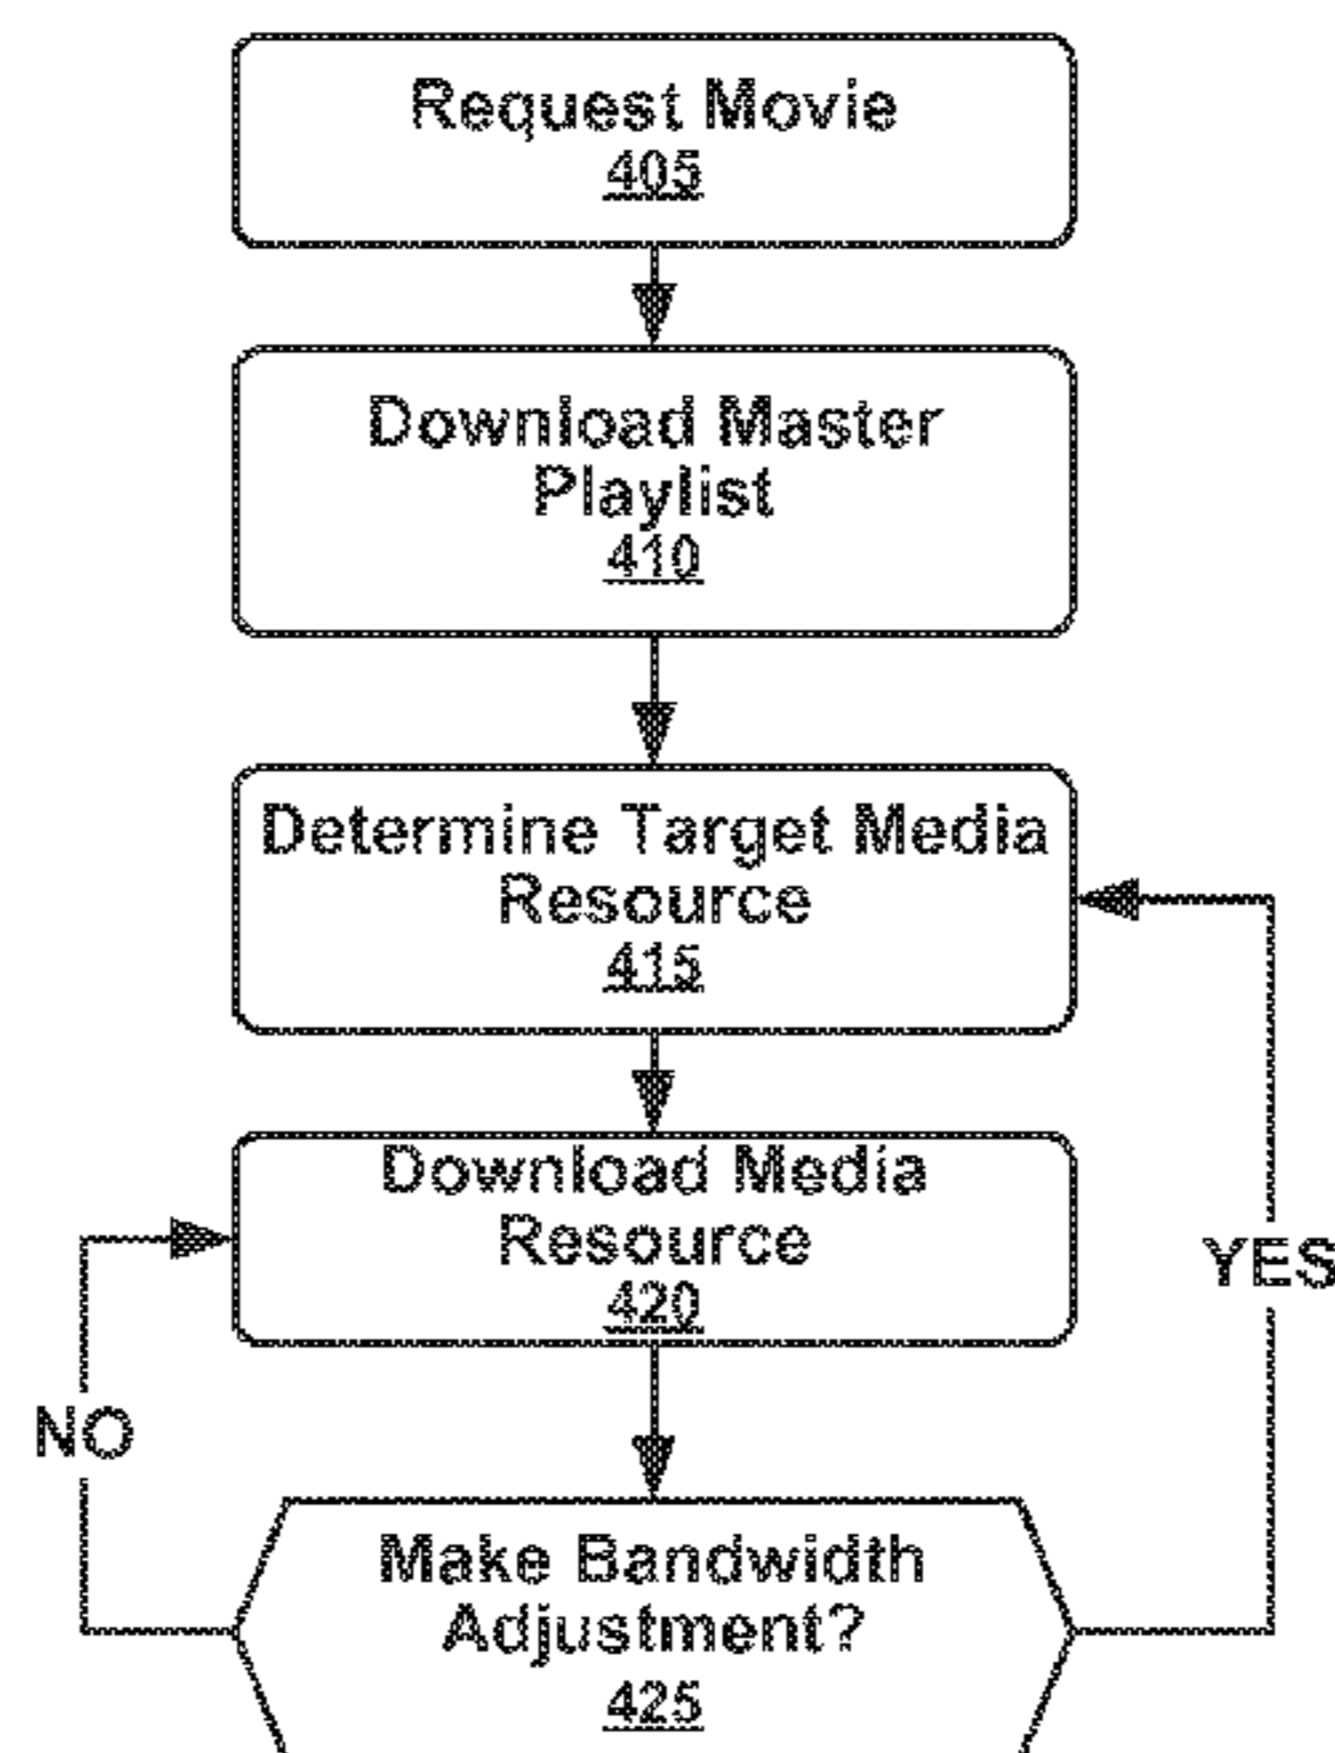 Request Movie
405
Download Master
Playlist
410
Determine Target Media
Resource
415
Download Media
Resource
420
YES
NO
Make Bandwidth
Adjustment?
425